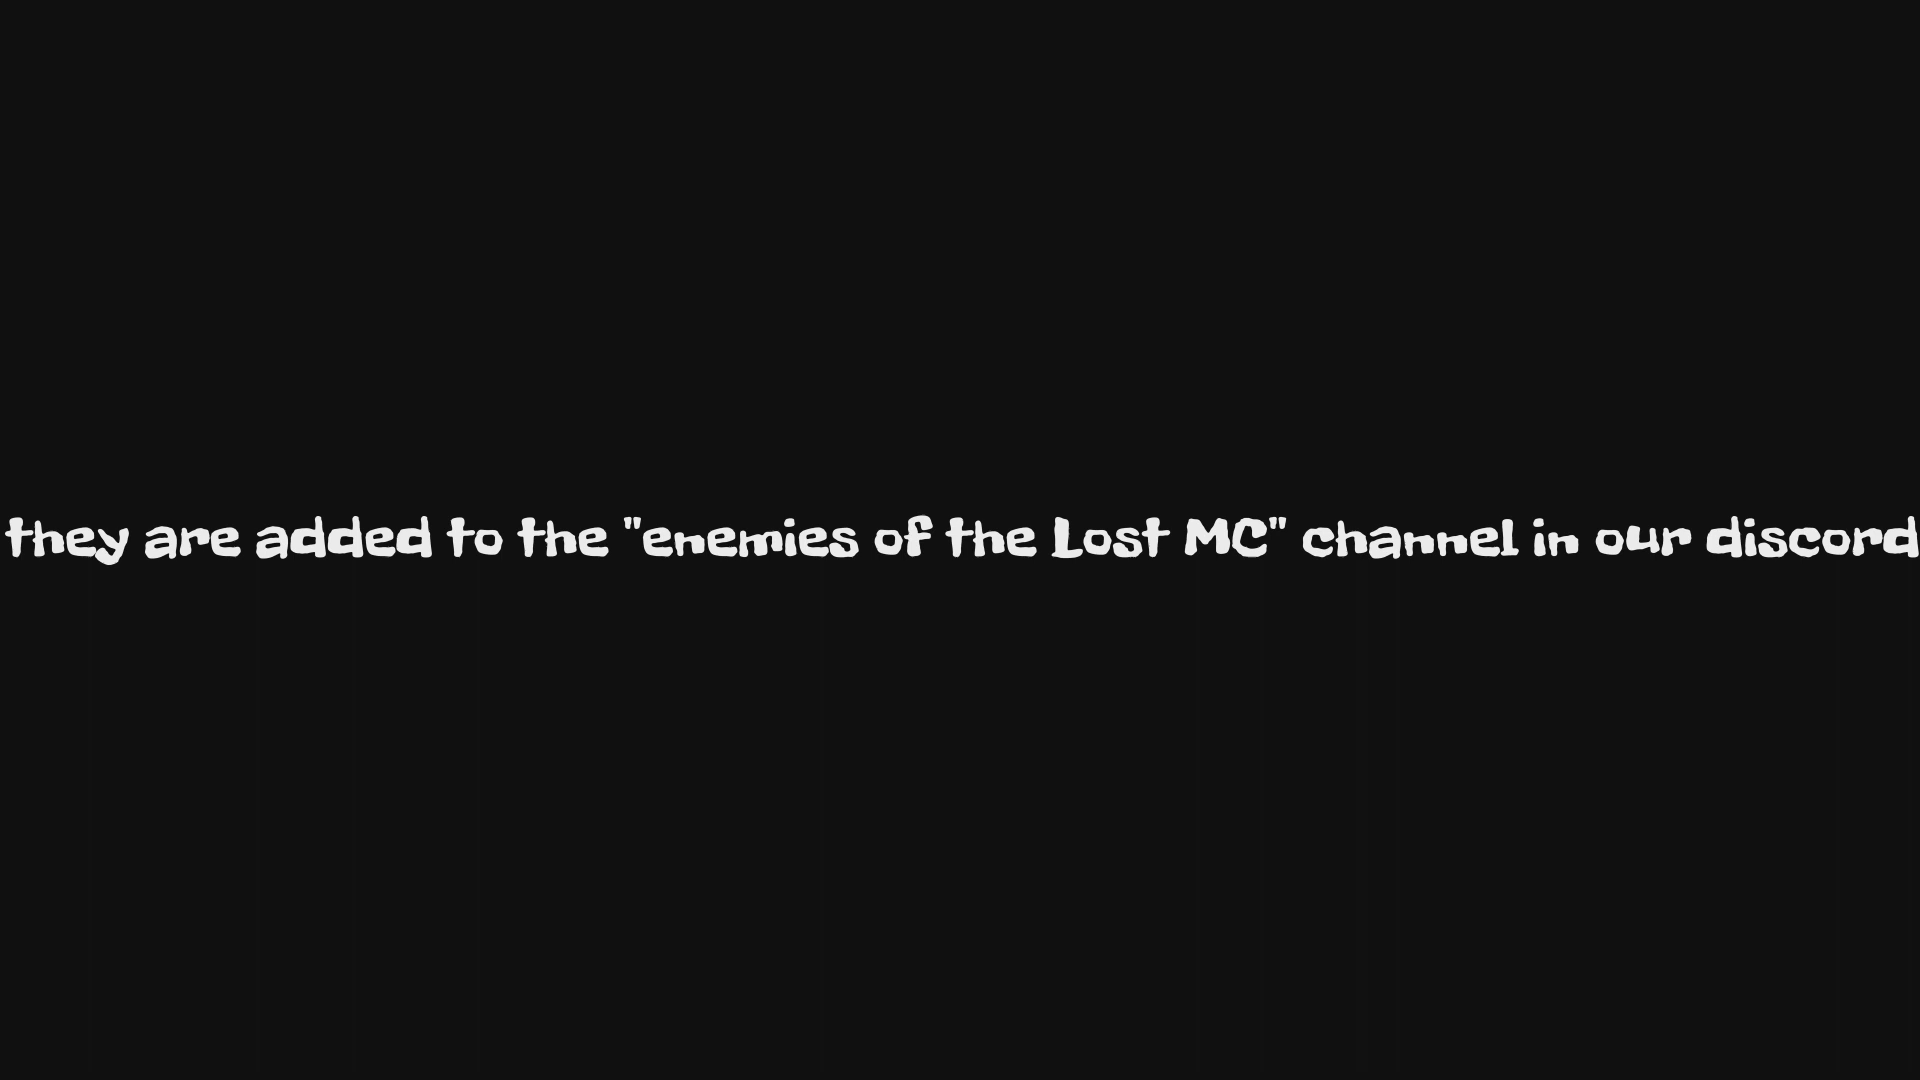 they are added to the "enemies of the Lost MC" channel in our discord